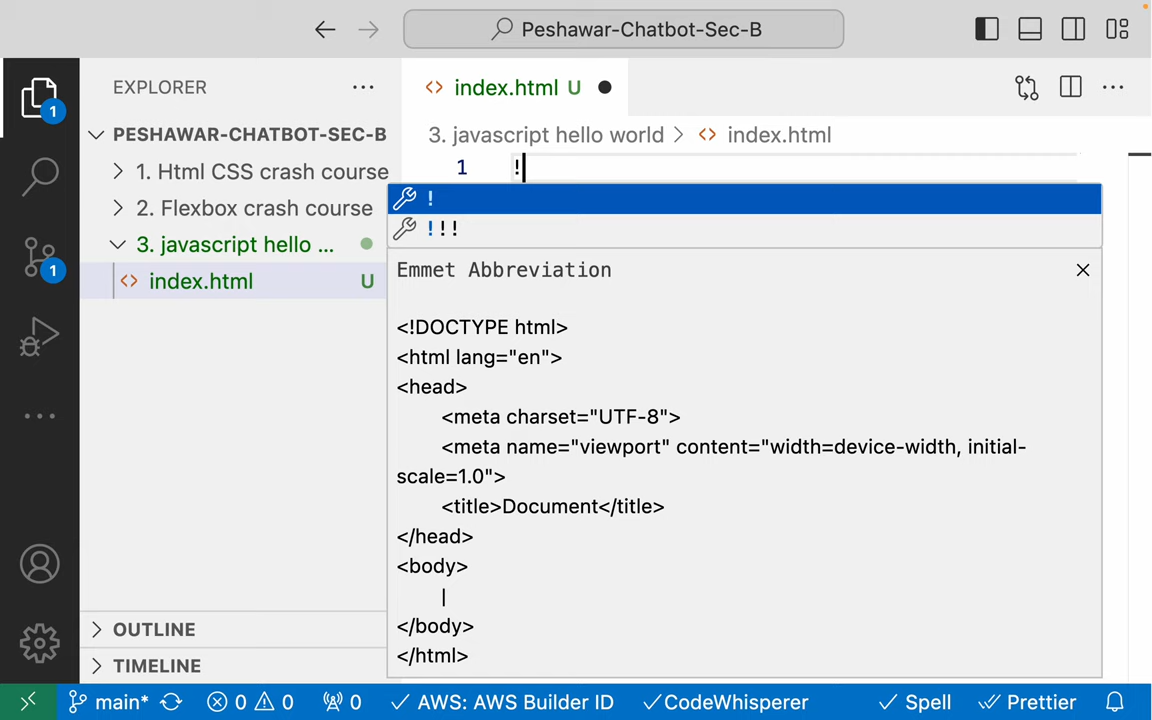 Peshawar-Chatbot-Sec-B
EXPLORER
index.html U
PESHAWAR-CHATBOT-SEC-B
3. javascript hello world > index.html
1. Html CSS crash course
1 !
2. Flexbox crash course
3. javascript hello ...
index.html U
1
1
!
!!!
Emmet Abbreviation
<!DOCTYPE html>
<html lang="en">
<head>
<meta charset="UTF-8">
<meta name="viewport" content="width=device-width, initial-
scale=1.0">
<title>Document</title>
</head>
<body>
|
</body>
</html>
OUTLINE
TIMELINE
main* 0 0 0 AWS: AWS Builder ID CodeWhisperer Spell Prettier